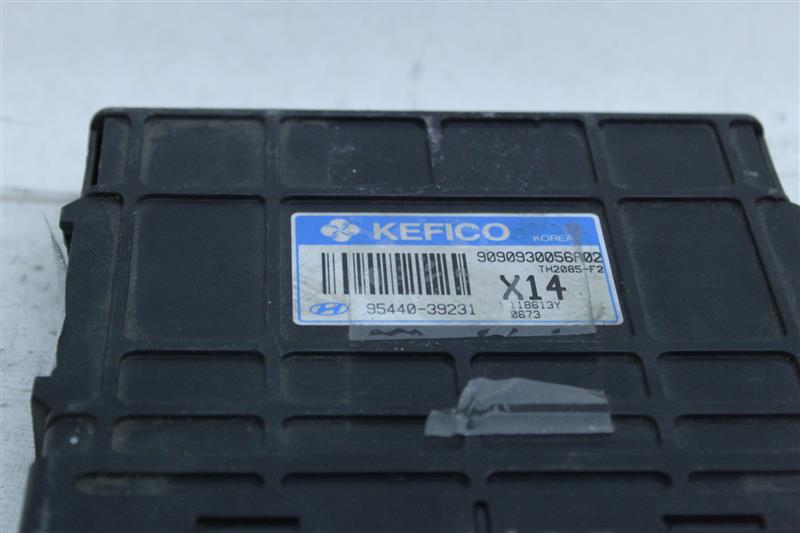 KEFICO KOREA
9090930056A02
TH2085-F2
X14
95440-39231
118613Y
0673